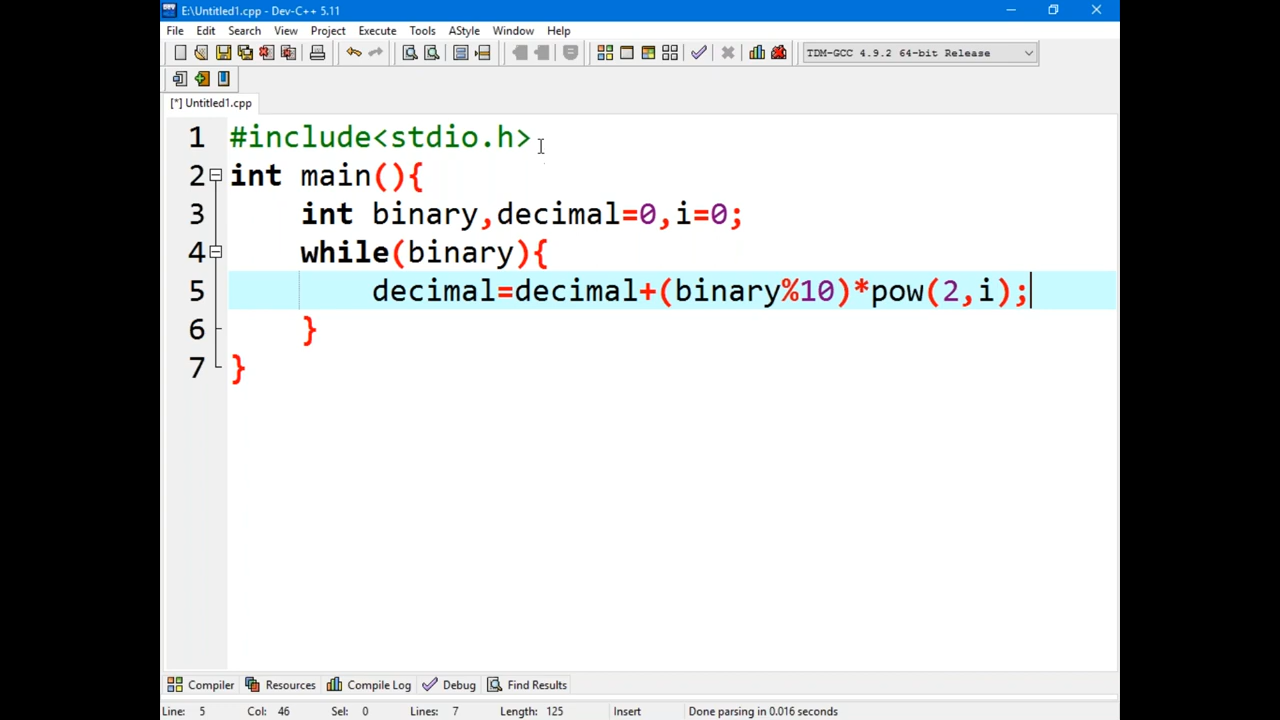 E:\Untitled1.cpp - Dev-C++ 5.11
File Edit Search View Project Execute Tools AStyle Window Help
TDM-GCC 4.9.2 64-bit Release
[*] Untitled1.cpp
1 #include<stdio.h>
2 int main(){
3 int binary,decimal=0,i=0;
4 while(binary){
5 decimal=decimal+(binary%10)*pow(2,i);
6 }
7 }
Compiler Resources Compile Log Debug Find Results
Line: 5 Col: 46 Sel: 0 Lines: 7 Length: 125 Insert Done parsing in 0.016 seconds